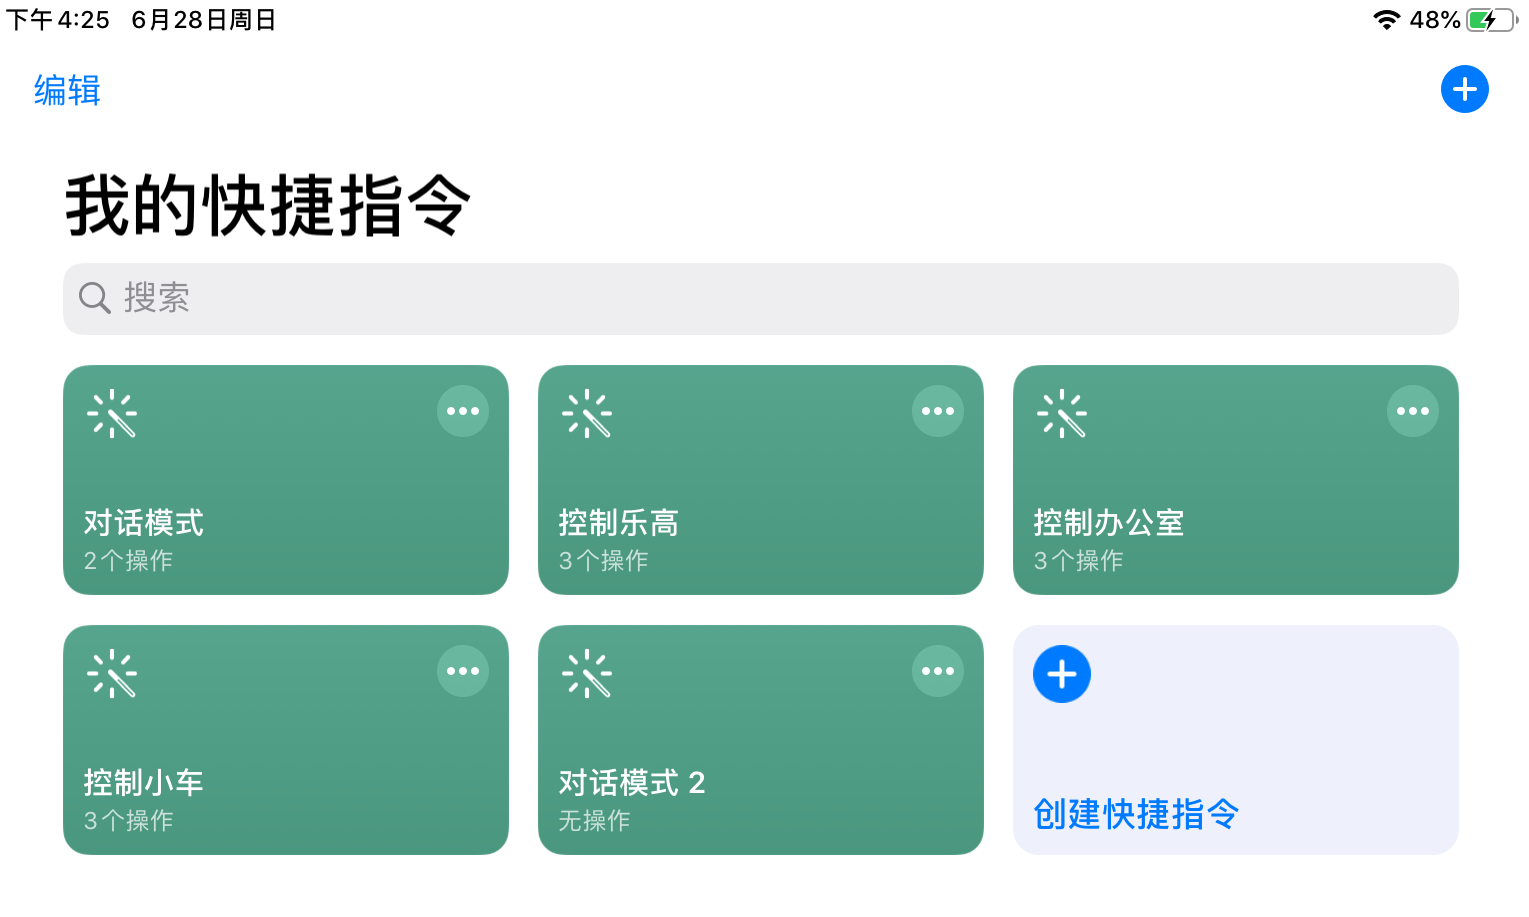 下午4:25 6月28日周日 48%
编辑
我的快捷指令
搜索
对话模式
2个操作
控制乐高
3个操作
控制办公室
3个操作
控制小车
3个操作
对话模式 2
无操作
创建快捷指令